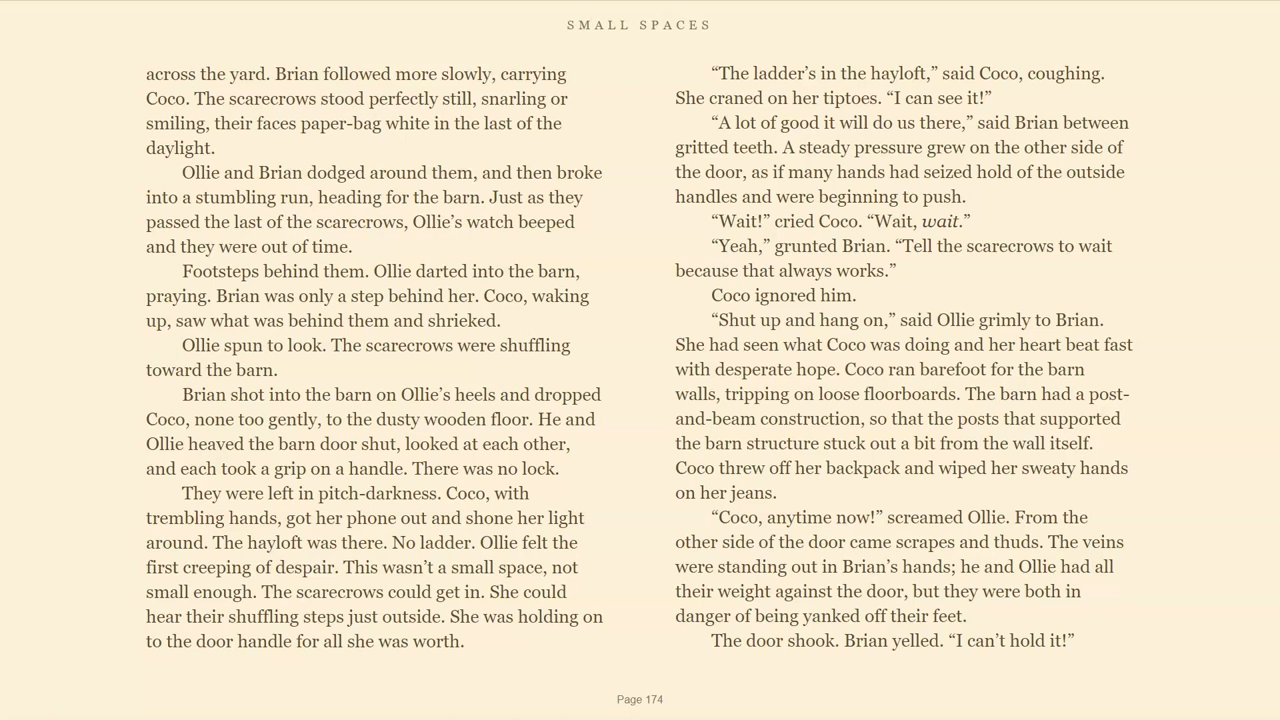 SMALL SPACES
across the yard. Brian followed more slowly, carrying
Coco. The scarecrows stood perfectly still, snarling or
smiling, their faces paper-bag white in the last of the
daylight.
Ollie and Brian dodged around them, and then broke
into a stumbling run, heading for the barn. Just as they
passed the last of the scarecrows, Ollie’s watch beeped
and they were out of time.
Footsteps behind them. Ollie darted into the barn,
praying. Brian was only a step behind her. Coco, waking
up, saw what was behind them and shrieked.
Ollie spun to look. The scarecrows were shuffling
toward the barn.
Brian shot into the barn on Ollie’s heels and dropped
Coco, none too gently, to the dusty wooden floor. He and
Ollie heaved the barn door shut, looked at each other,
and each took a grip on a handle. There was no lock.
They were left in pitch-darkness. Coco, with
trembling hands, got her phone out and shone her light
around. The hayloft was there. No ladder. Ollie felt the
first creeping of despair. This wasn’t a small space, not
small enough. The scarecrows could get in. She could
hear their shuffling steps just outside. She was holding on
to the door handle for all she was worth.
“The ladder’s in the hayloft,” said Coco, coughing.
She craned on her tiptoes. “I can see it!”
“A lot of good it will do us there,” said Brian between
gritted teeth. A steady pressure grew on the other side of
the door, as if many hands had seized hold of the outside
handles and were beginning to push.
“Wait!” cried Coco. “Wait, wait.”
“Yeah,” grunted Brian. “Tell the scarecrows to wait
because that always works.”
Coco ignored him.
“Shut up and hang on,” said Ollie grimly to Brian.
She had seen what Coco was doing and her heart beat fast
with desperate hope. Coco ran barefoot for the barn
walls, tripping on loose floorboards. The barn had a post-
and-beam construction, so that the posts that supported
the barn structure stuck out a bit from the wall itself.
Coco threw off her backpack and wiped her sweaty hands
on her jeans.
“Coco, anytime now!” screamed Ollie. From the
other side of the door came scrapes and thuds. The veins
were standing out in Brian’s hands; he and Ollie had all
their weight against the door, but they were both in
danger of being yanked off their feet.
The door shook. Brian yelled. “I can’t hold it!”
Page 174